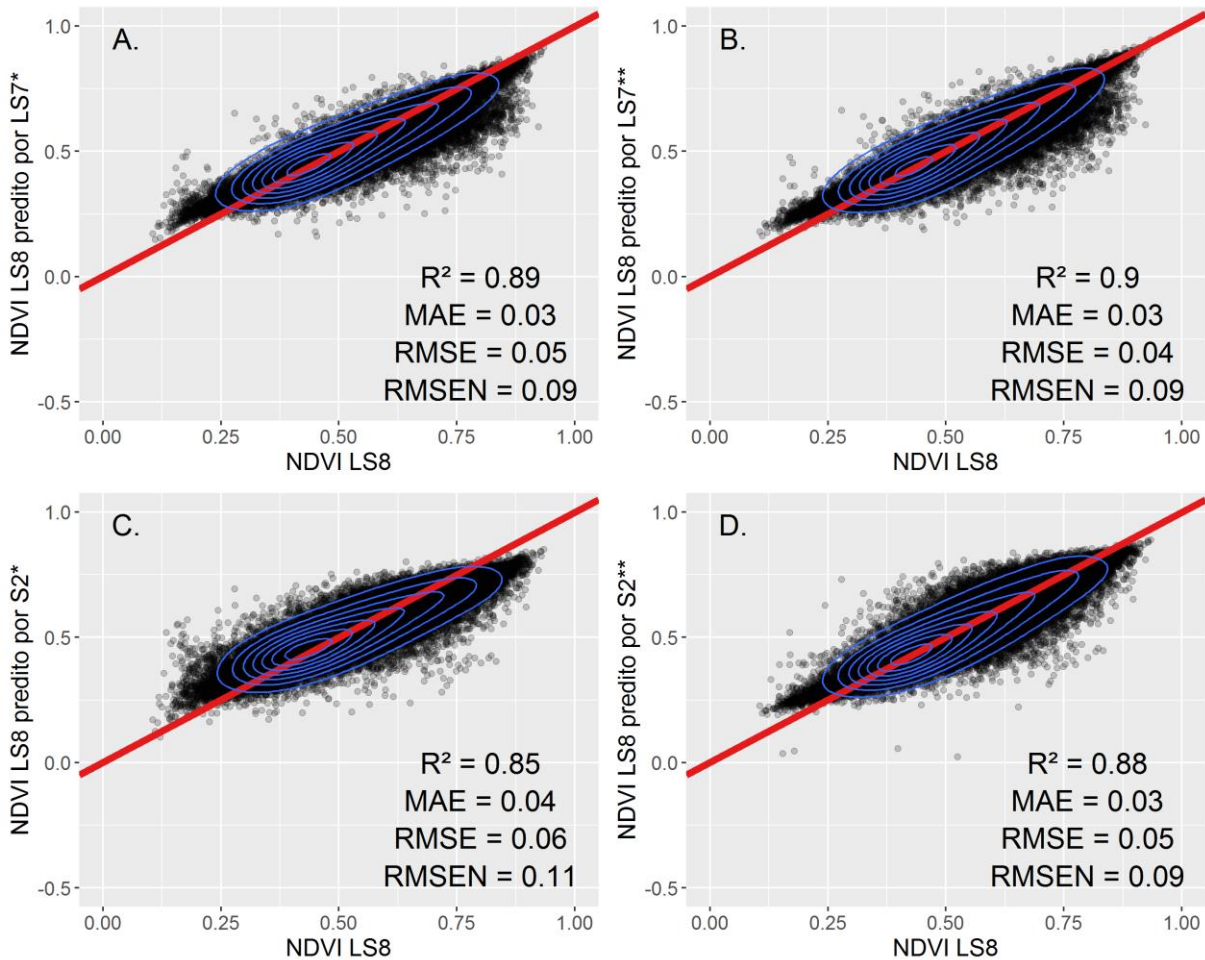 A.
NDVI LS8 predito por LS7*
1.0
0.5
0.0
-0.5
R² = 0.89
MAE = 0.03
RMSE = 0.05
RMSEN = 0.09
0.00 0.25 0.50 0.75 1.00
NDVI LS8
B.
NDVI LS8 predito por LS7**
1.0
0.5
0.0
-0.5
R² = 0.9
MAE = 0.03
RMSE = 0.04
RMSEN = 0.09
0.00 0.25 0.50 0.75 1.00
NDVI LS8
C.
NDVI LS8 predito por S2*
1.0
0.5
0.0
-0.5
R² = 0.85
MAE = 0.04
RMSE = 0.06
RMSEN = 0.11
0.00 0.25 0.50 0.75 1.00
NDVI LS8
D.
NDVI LS8 predito por S2**
1.0
0.5
0.0
-0.5
R² = 0.88
MAE = 0.03
RMSE = 0.05
RMSEN = 0.09
0.00 0.25 0.50 0.75 1.00
NDVI LS8